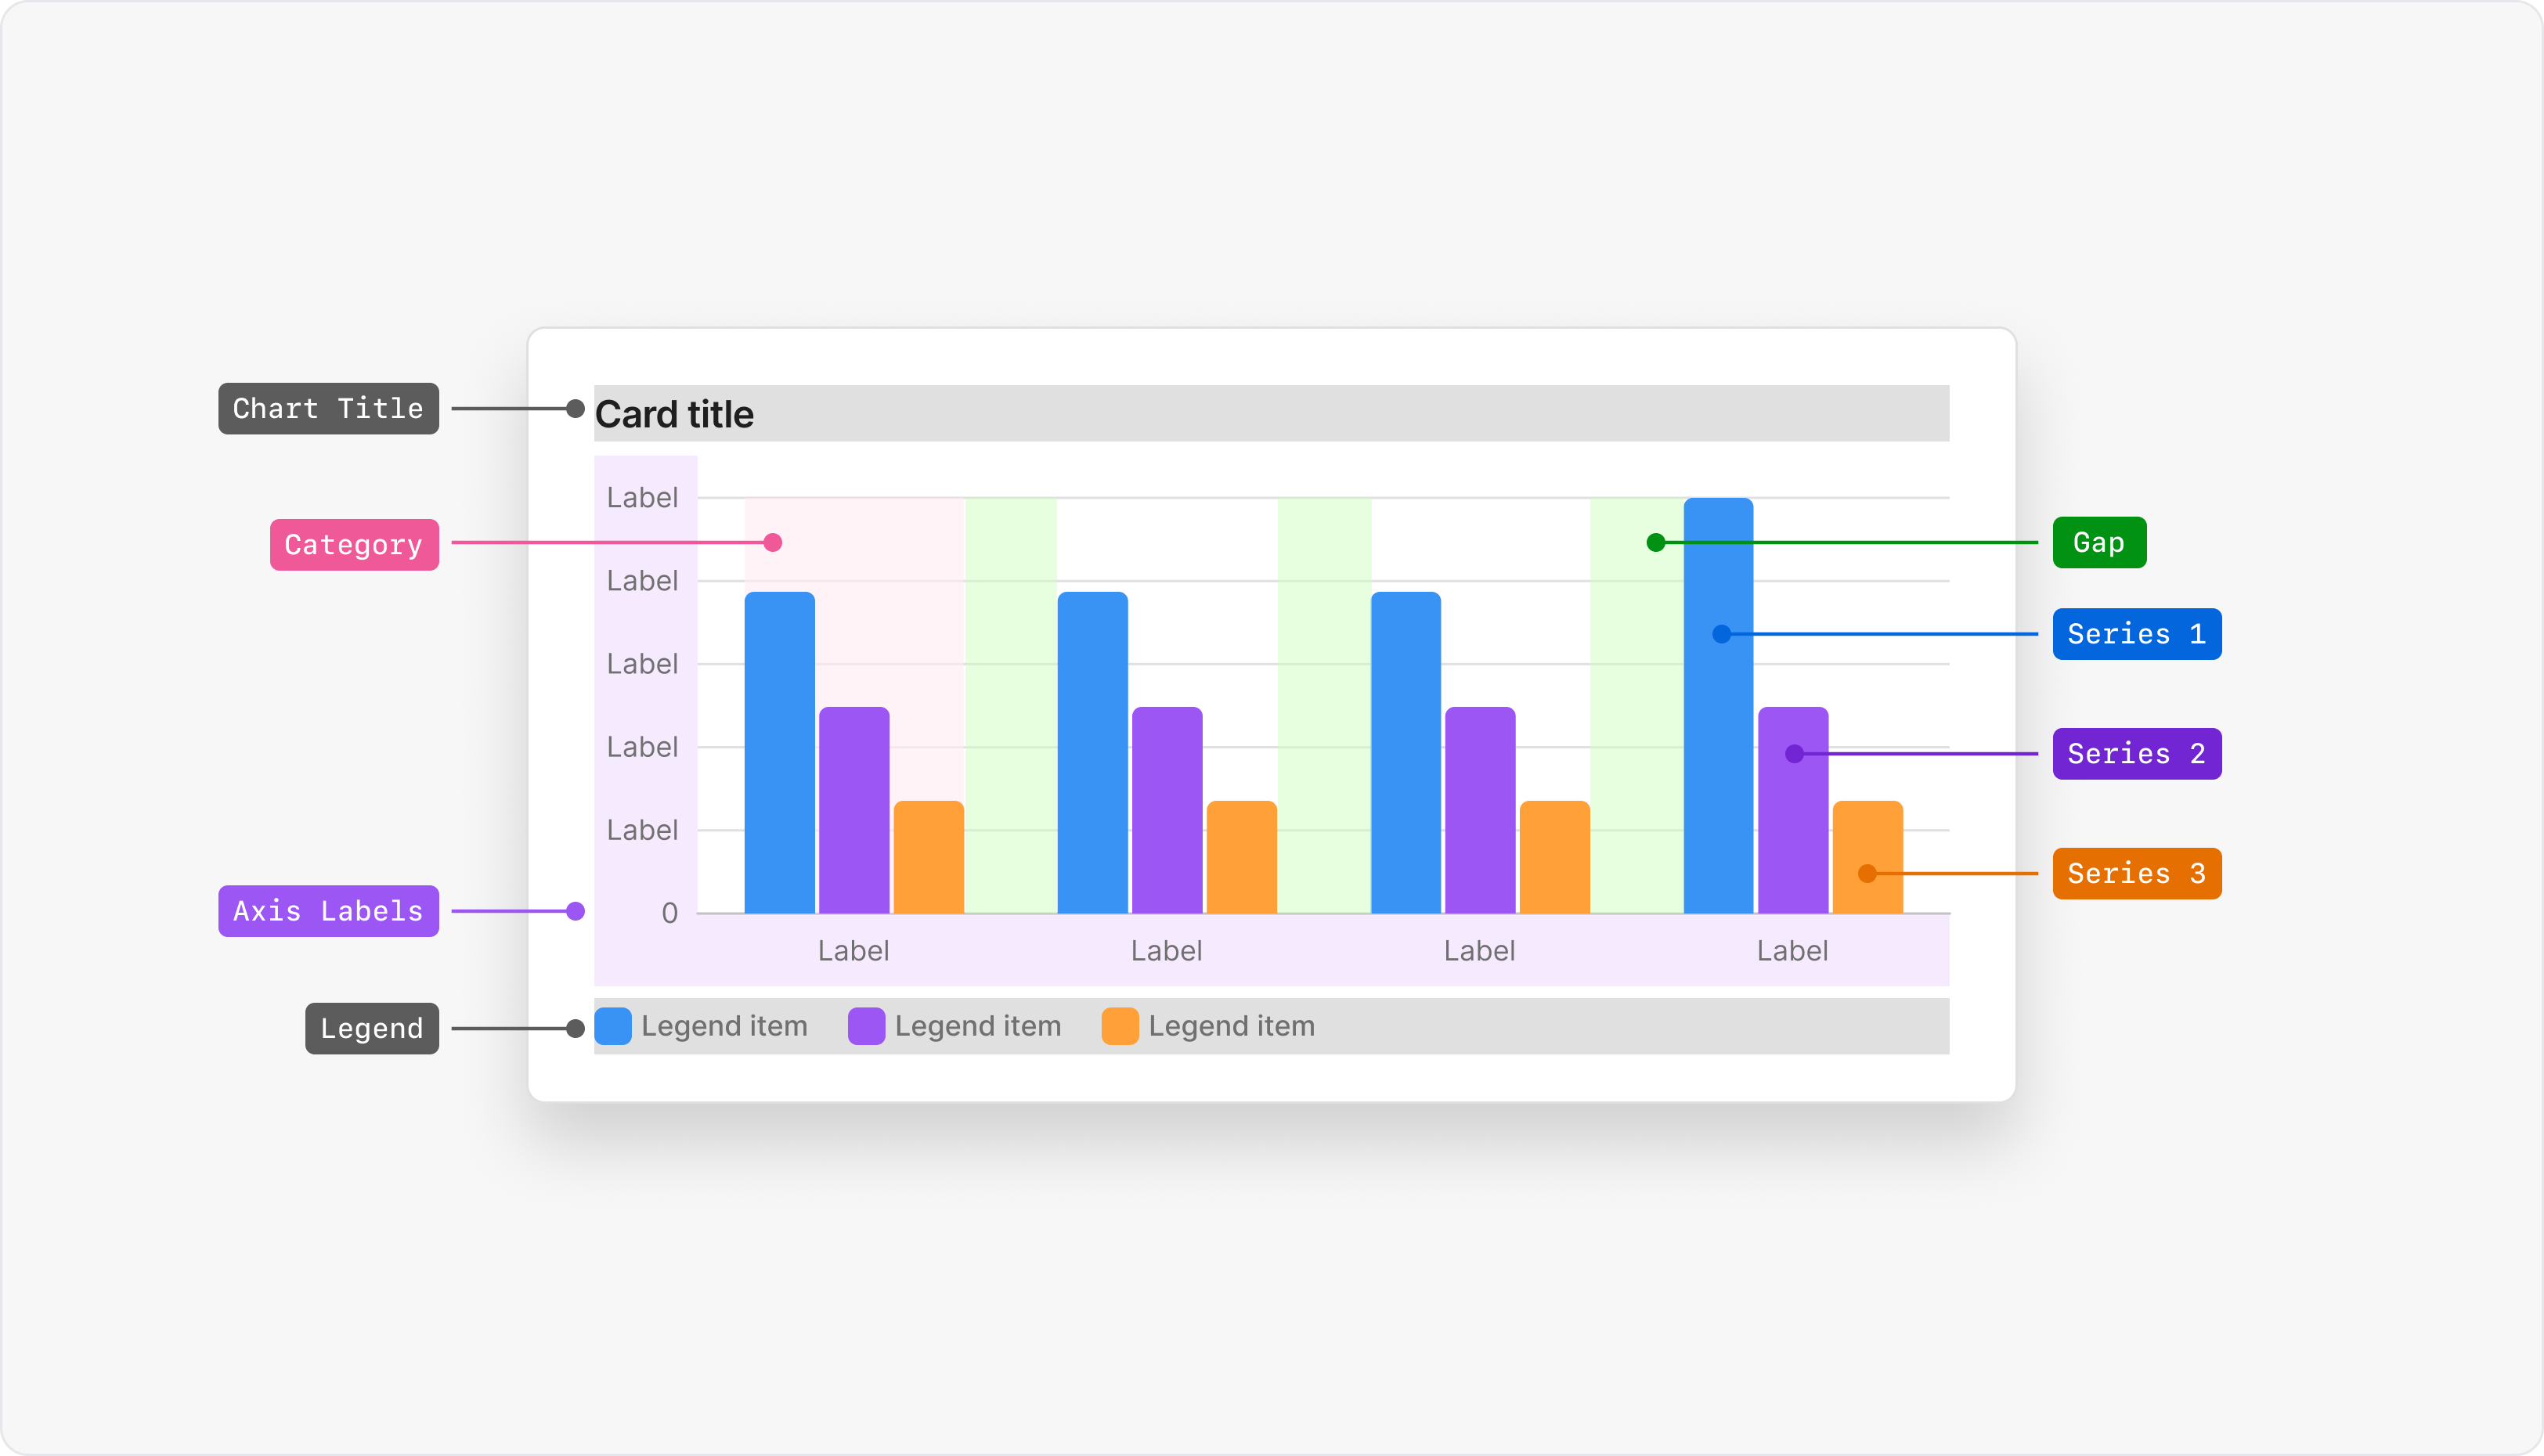 Chart Title
Card title
Label
Category
Gap
Label
Series 1
Label
Label
Series 2
Label
Series 3
Axis Labels
0
Label Label Label Label
Legend
Legend item Legend item Legend item